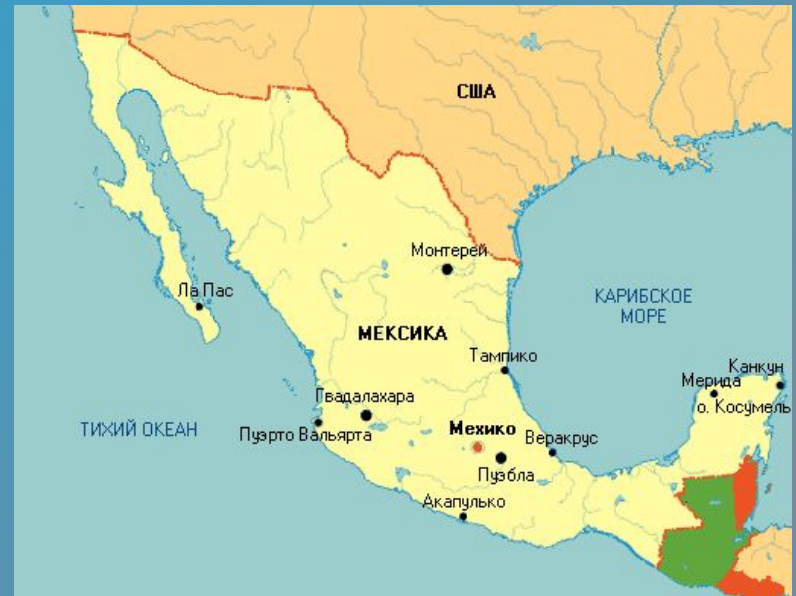 США
Монтерей
КАРИБСКОЕ
МОРЕ
Ла Пас
МЕКСИКА
Тампико
Канкун
Мерида
о. Косумель
Гвадалахара
ТИХИЙ ОКЕАН
Пуэрто Вальярта
Мехико
Веракрус
Пуэбла
Акапулько